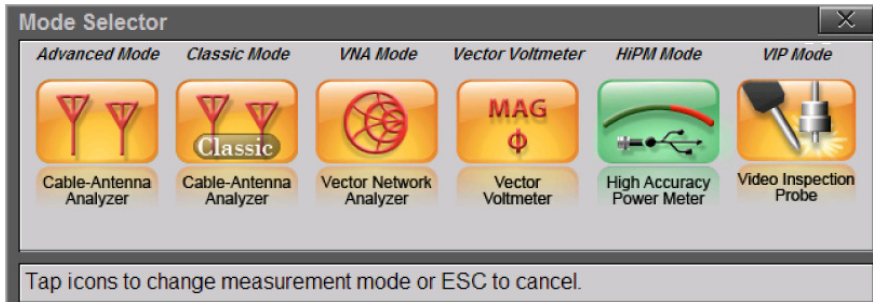 Mode Selector
Advanced Mode Classic Mode VNA Mode Vector Voltmeter HiPM Mode VIP Mode
MAG
Φ
Classic
Cable-Antenna Cable-Antenna Vector Network Vector High Accuracy Video Inspection
Analyzer Analyzer Analyzer Voltmeter Power Meter Probe
Tap icons to change measurement mode or ESC to cancel.